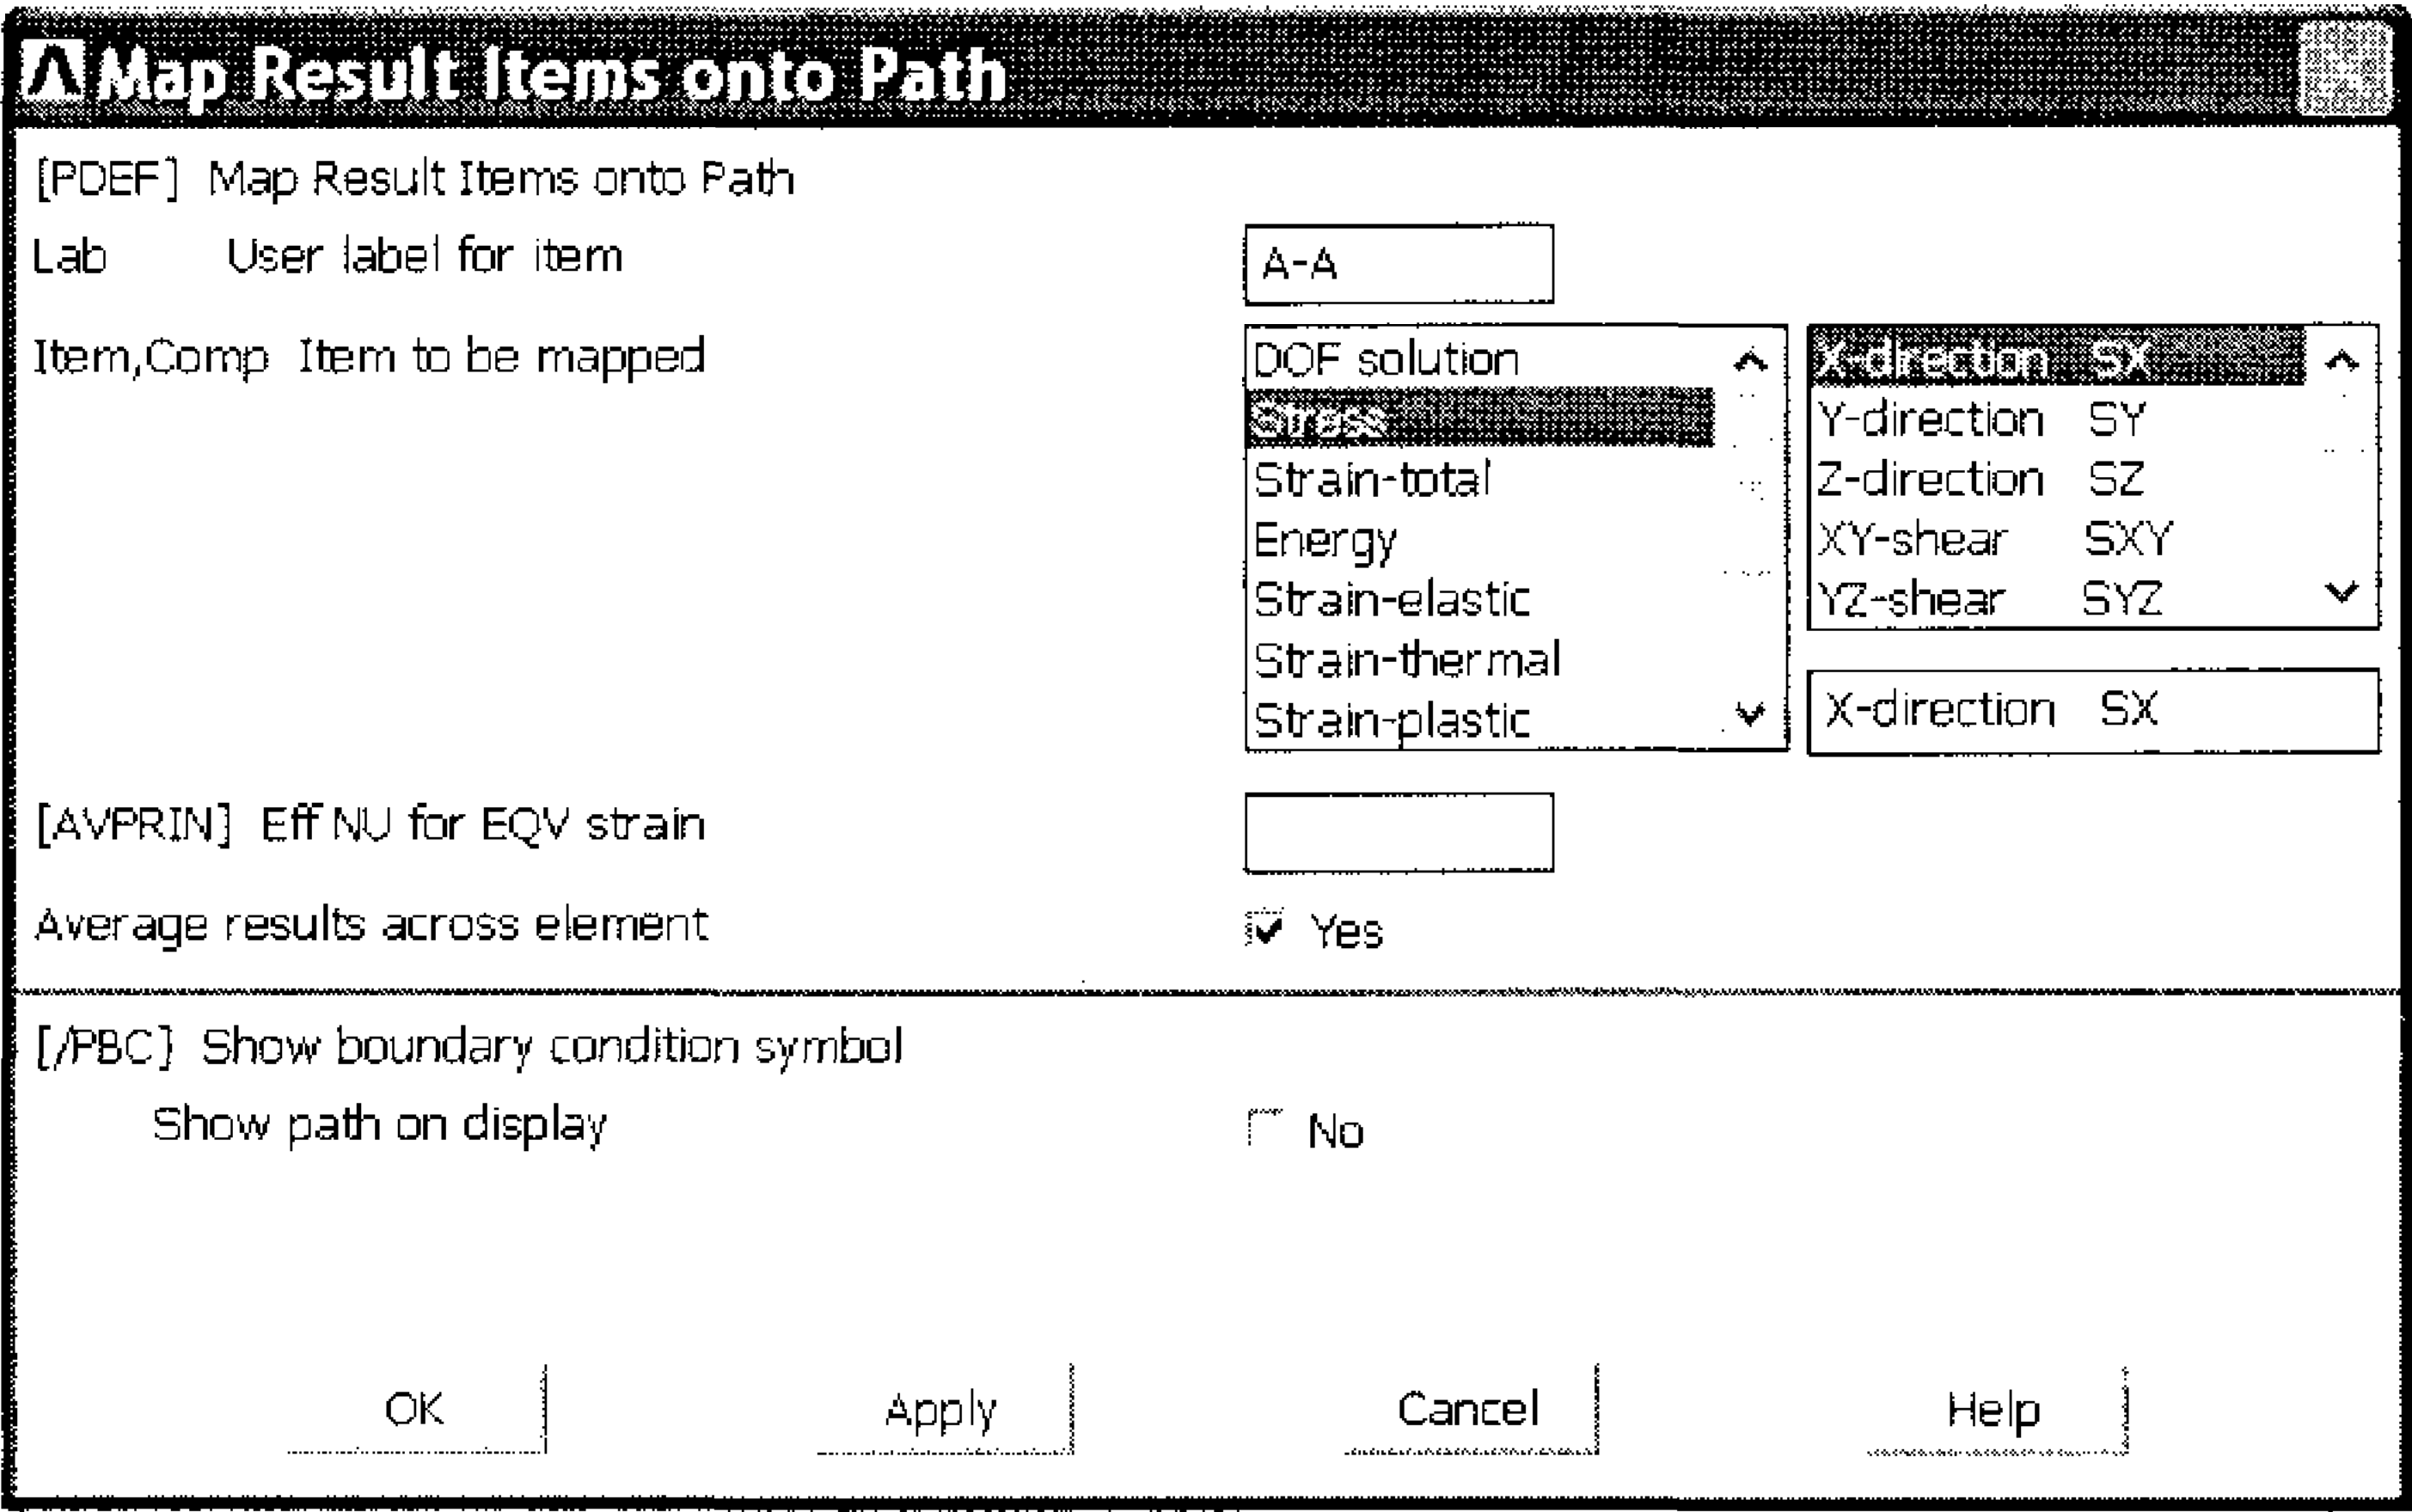 Map Result Items onto Path
[PDEF] Map Result Items onto Path
Lab User label for item
A-A
Item,Comp Item to be mapped
DOF solution
Stress
Strain-total
Energy
Strain-elastic
Strain-thermal
Strain-plastic
X-direction SX
Y-direction SY
Z-direction SZ
XY-shear SXY
YZ-shear SYZ
X-direction SX
[AVPRIN] Eff NU for EQV strain
Average results across element
Yes
[/PBC] Show boundary condition symbol
Show path on display
No
OK Apply Cancel Help